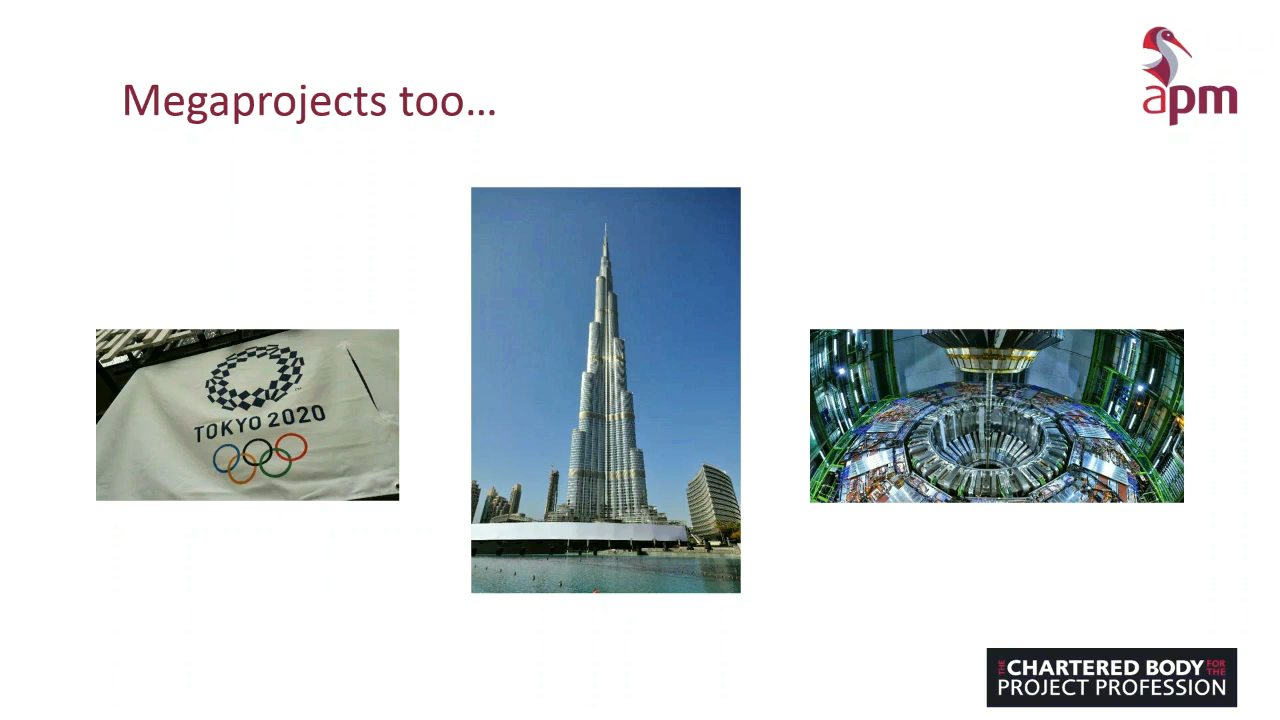 apm
Megaprojects too...
TOKYO 2020
THE CHARTERED BODY FOR THE
PROJECT PROFESSION